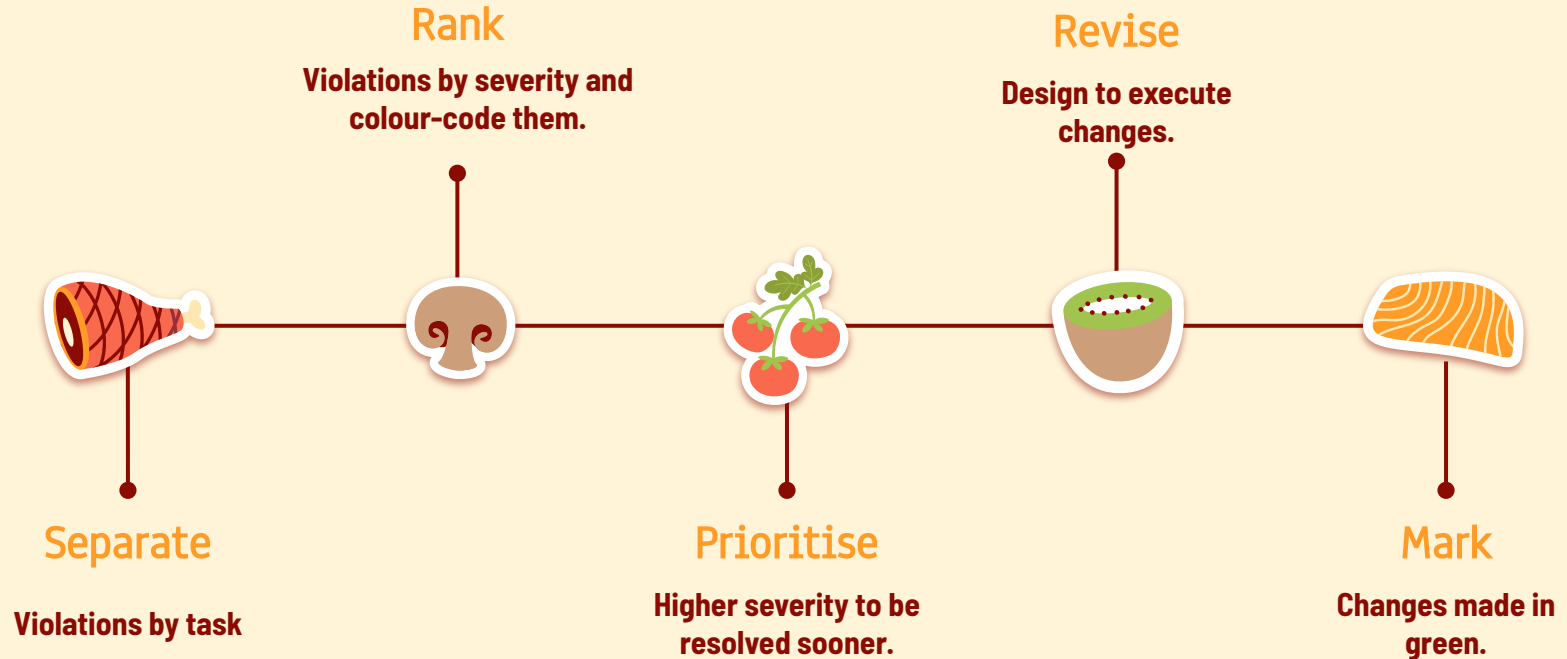 Separate
Violations by task
Rank
Violations by severity and
colour-code them.
Prioritise
Higher severity to be
resolved sooner.
Revise
Design to execute
changes.
Mark
Changes made in
green.